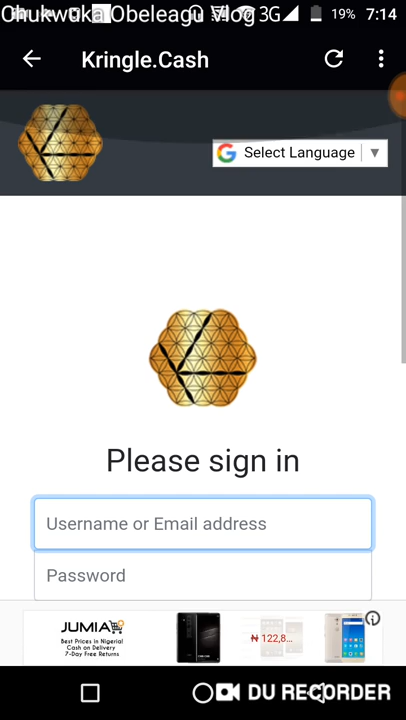 Chukwuka Obeleagu Vlog 3G 19% 7:14
Kringle.Cash
Select Language
Please sign in
Username or Email address
Password
JUMIA
Best Prices in Nigeria!
Cash on Delivery
7-Day Free Returns
₦ 122,8...
DU RECORDER